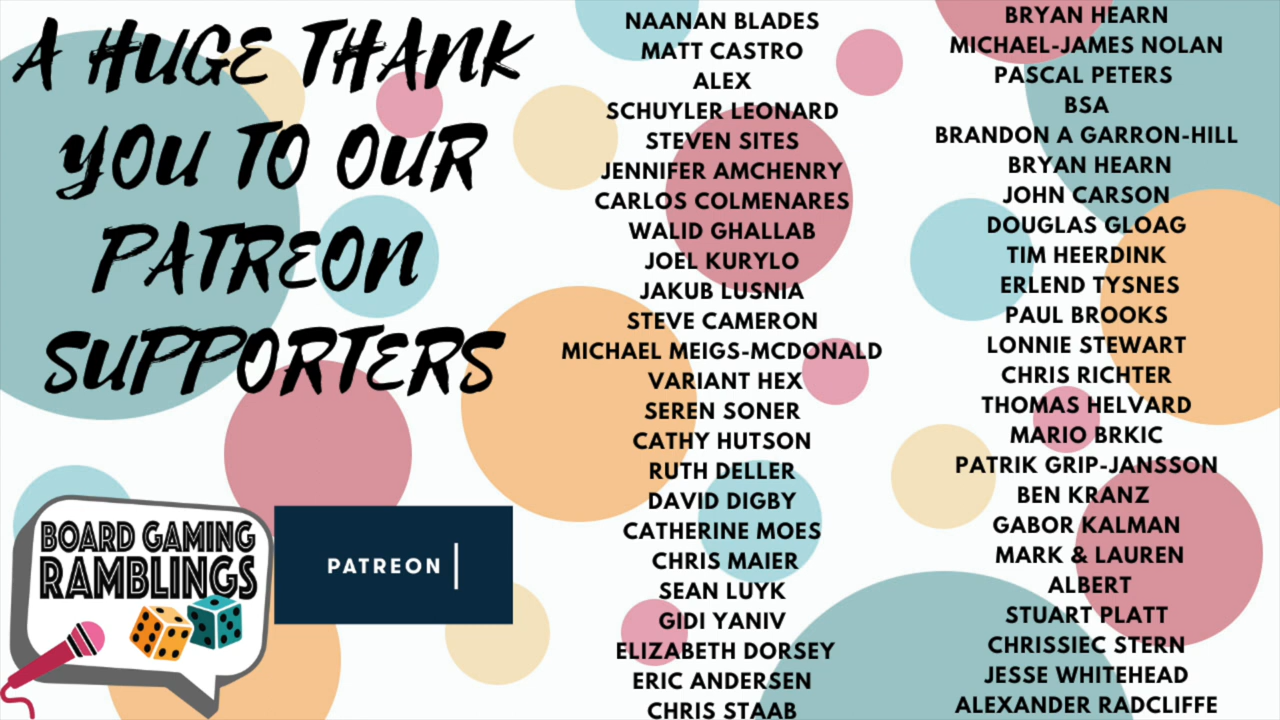 A HUGE THANK
YOU TO OUR
PATREON
SUPPORTERS
BOARD GAMING
RAMBLINGS
PATREON
NAANAN BLADES
MATT CASTRO
ALEX
SCHUYLER LEONARD
STEVEN SITES
JENNIFER AMCHENRY
CARLOS COLMENARES
WALID GHALLAB
JOEL KURYLO
JAKUB LUSNIA
STEVE CAMERON
MICHAEL MEIGS-MCDONALD
VARIANT HEX
SEREN SONER
CATHY HUTSON
RUTH DELLER
DAVID DIGBY
CATHERINE MOES
CHRIS MAIER
SEAN LUYK
GIDI YANIV
ELIZABETH DORSEY
ERIC ANDERSEN
CHRIS STAAB
BRYAN HEARN
MICHAEL-JAMES NOLAN
PASCAL PETERS
BSA
BRANDON A GARRON-HILL
BRYAN HEARN
JOHN CARSON
DOUGLAS GLOAG
TIM HEERDINK
ERLEND TYSNES
PAUL BROOKS
LONNIE STEWART
CHRIS RICHTER
THOMAS HELVARD
MARIO BRKIC
PATRIK GRIP-JANSSON
BEN KRANZ
GABOR KALMAN
MARK & LAUREN
ALBERT
STUART PLATT
CHRISSIEC STERN
JESSE WHITEHEAD
ALEXANDER RADCLIFFE